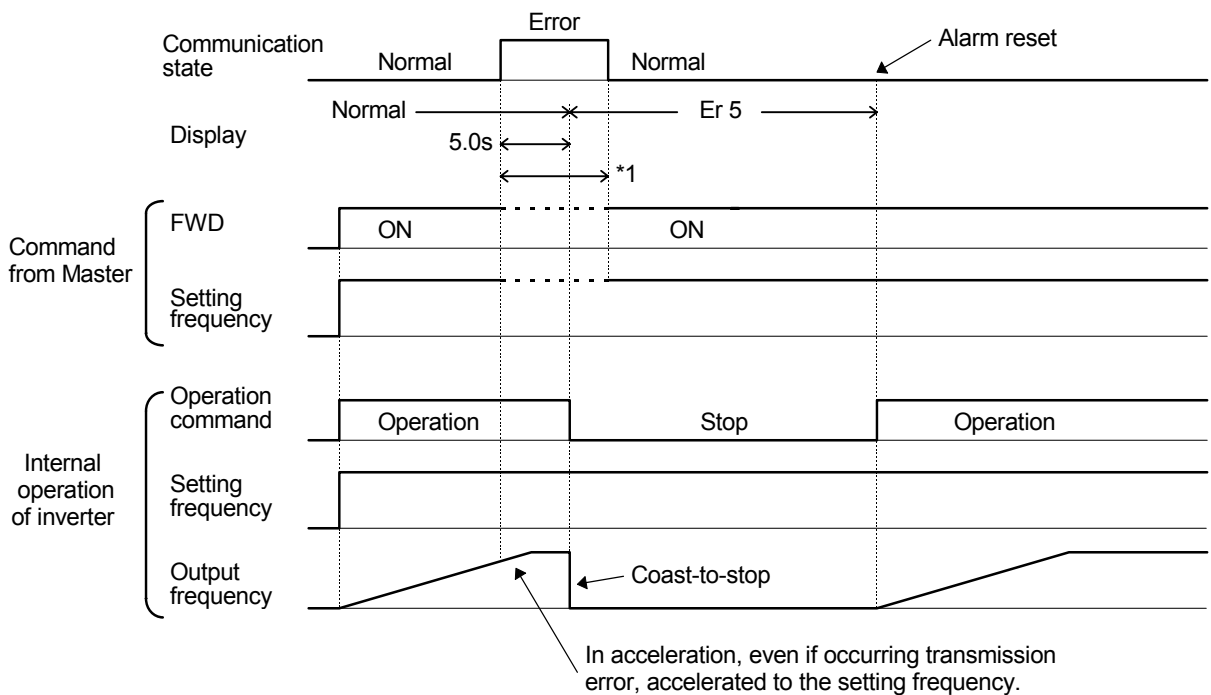 Error
Communication
state
Normal
Normal
Alarm reset
Normal
Er 5
Display
5.0s
*1
FWD
ON
ON
Command
from Master
Setting
frequency
Operation
command
Operation
Stop
Operation
Internal
operation
of inverter
Setting
frequency
Output
frequency
Coast-to-stop
In acceleration, even if occurring transmission
error, accelerated to the setting frequency.